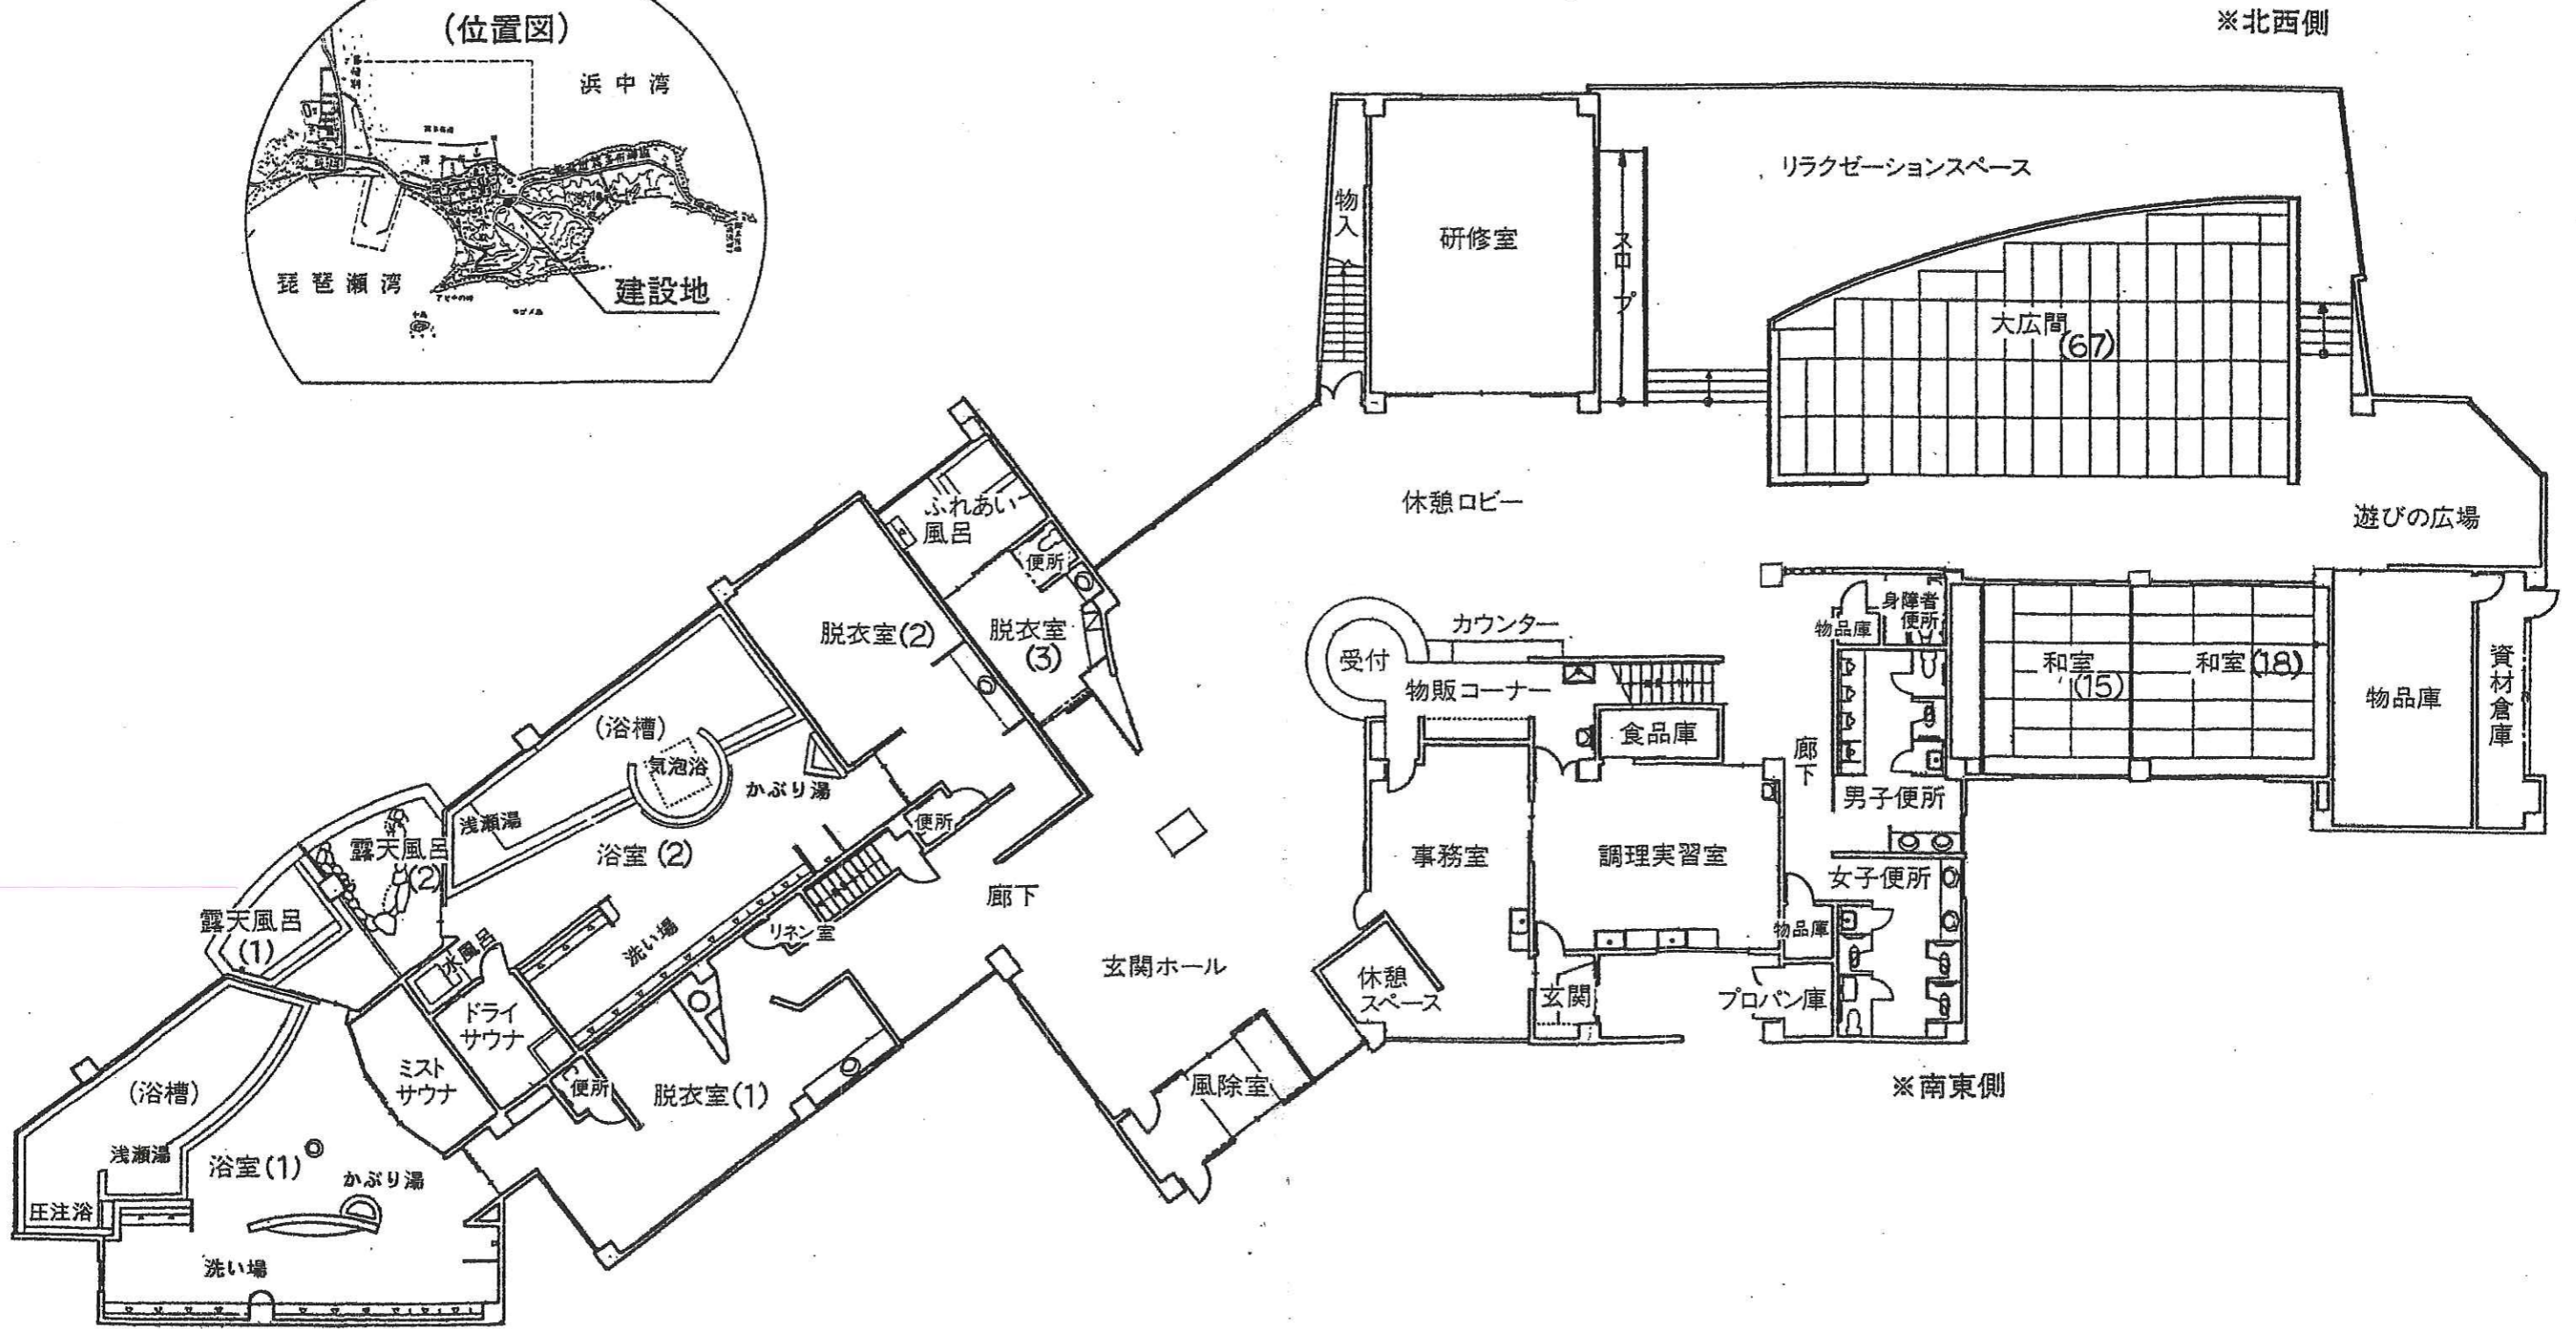 (位置図)
浜中湾
琵琶瀬湾
建設地
※北西側
リラクゼーションスペース
物入
研修室
スロープ
大広間
(67)
休憩ロビー
遊びの広場
ふれあい
風呂
便所
脱衣室(2)
脱衣室
(3)
受付
カウンター
物販コーナー
食品庫
物品庫
身障者
便所
和室
(15)
和室(18)
物品庫
資材倉庫
廊下
男子便所
女子便所
物品庫
事務室
調理実習室
玄関
プロパン庫
休憩
スペース
※南東側
(浴槽)
気泡浴
かぶり湯
浅瀬湯
浴室(2)
便所
露天風呂
(2)
露天風呂
(1)
洗い場
リネン室
廊下
玄関ホール
風除室
水風呂
ドライ
サウナ
ミスト
サウナ
便所
脱衣室(1)
(浴槽)
浅瀬湯
浴室(1)
かぶり湯
圧注浴
洗い場